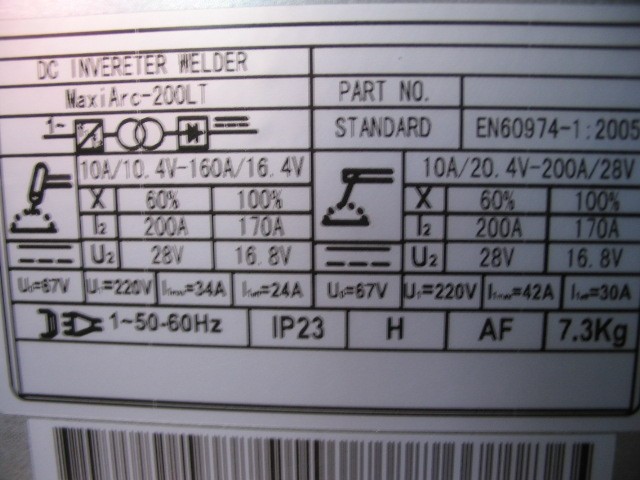 DC INVERETER WELDER
MaxiArc-200LT PART NO.
1~ STANDARD EN60974-1:2005
10A/10.4V-160A/16.4V 10A/20.4V-200A/28V
X 60% 100% X 60% 100%
I2 200A 170A I2 200A 170A
U2 28V 16.8V U2 28V 16.8V
U0=67V U1=220V I1max=34A I1eff=24A U0=67V U1=220V I1max=42A I1eff=30A
1~50-60Hz IP23 H AF 7.3Kg